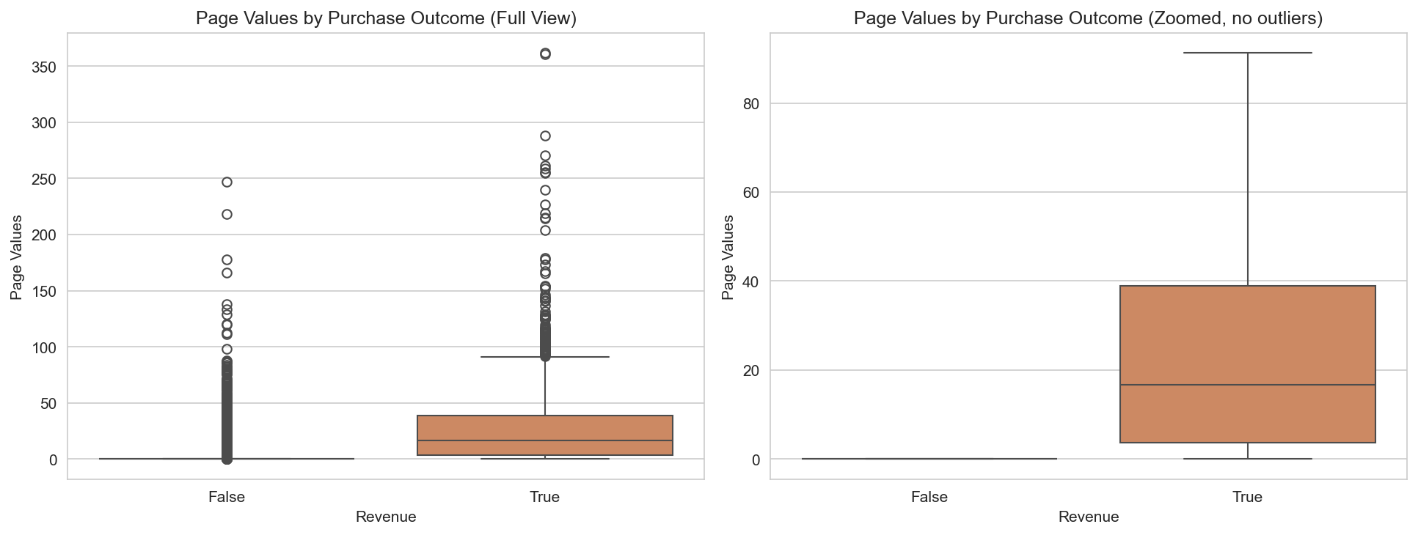 Page Values by Purchase Outcome (Full View)
Page Values
350
300
250
200
150
100
50
0
False
True
Revenue
Page Values by Purchase Outcome (Zoomed, no outliers)
Page Values
80
60
40
20
0
False
True
Revenue